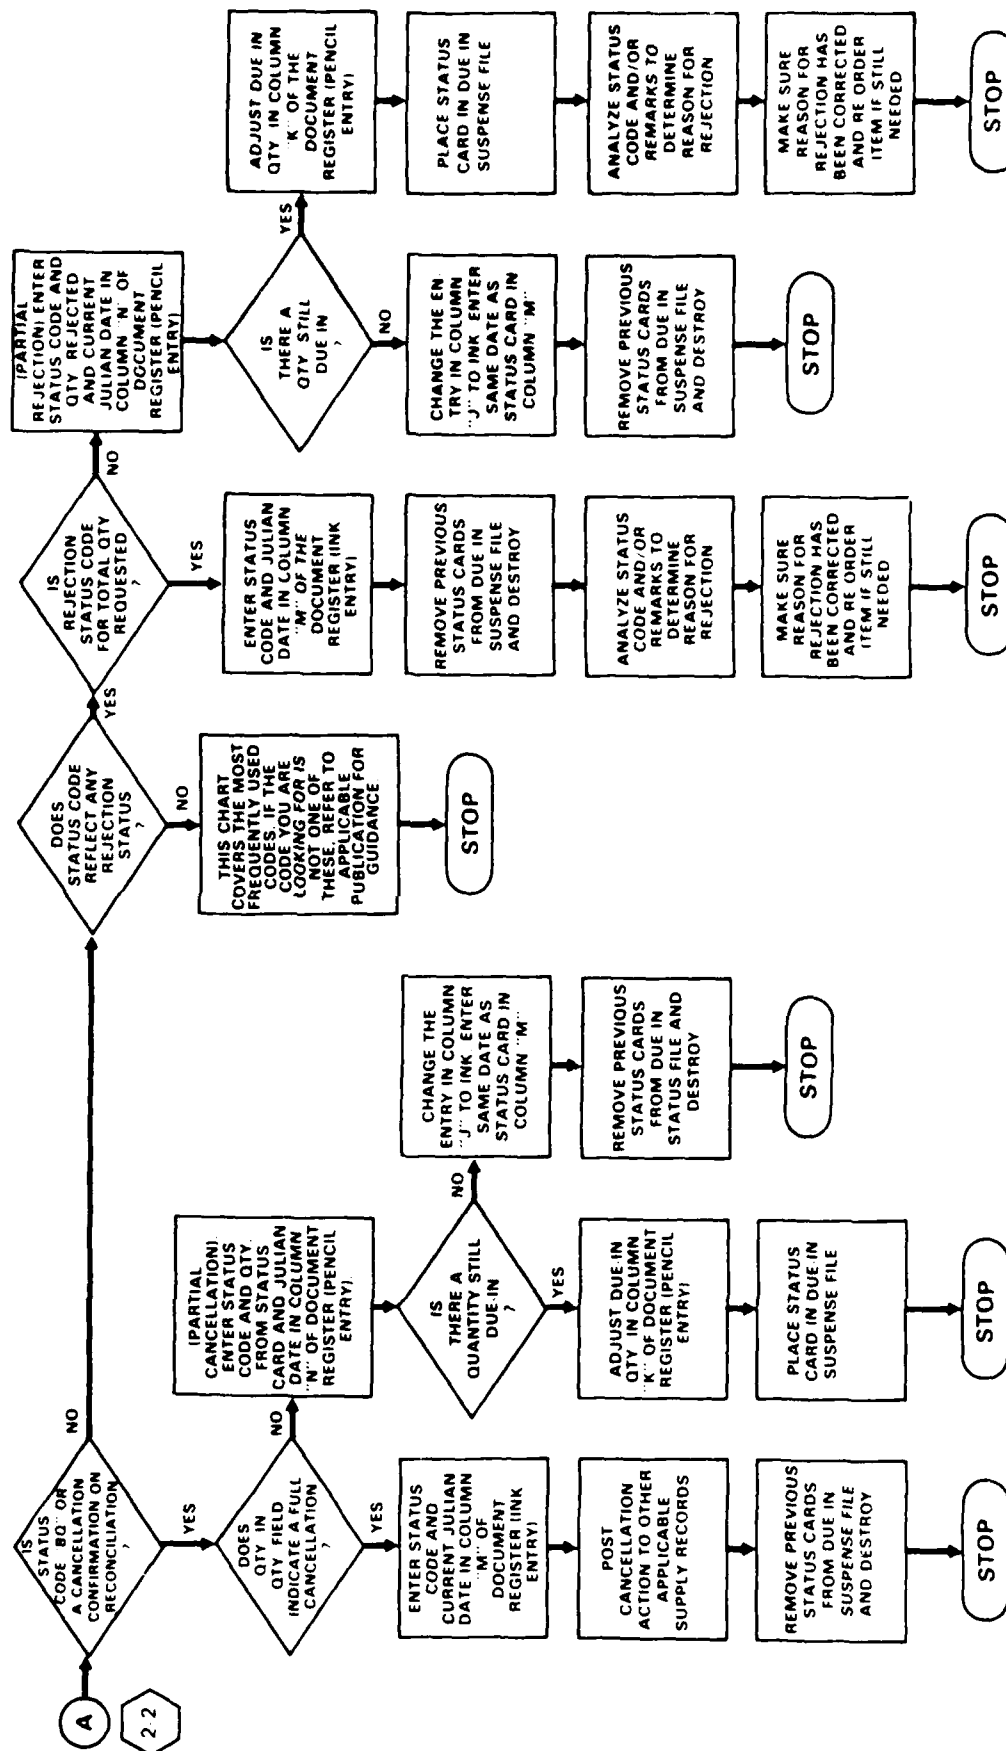 A
2-2
IS
STATUS
CODE "BQ" OR
A CANCELLATION
CONFIRMATION ON
RECONCILIATION
?
NO
YES
DOES
QTY IN
QTY FIELD
INDICATE A FULL
CANCELLATION
?
NO
YES
ENTER STATUS
CODE AND
CURRENT JULIAN
DATE IN COLUMN
"M" OF
DOCUMENT
REGISTER (INK
ENTRY)
POST
CANCELLATION
ACTION TO OTHER
APPLICABLE
SUPPLY RECORDS
REMOVE PREVIOUS
STATUS CARDS
FROM DUE IN
SUSPENSE FILE
AND DESTROY
STOP
(PARTIAL
CANCELLATION)
ENTER STATUS
CODE AND QTY.
FROM STATUS
CARD AND JULIAN
DATE IN COLUMN
"N" OF DOCUMENT
REGISTER (PENCIL
ENTRY).
IS
THERE A
QUANTITY STILL
DUE-IN
?
NO
YES
ADJUST DUE-IN
QTY IN COLUMN
"K" OF DOCUMENT
REGISTER (PENCIL
ENTRY)
PLACE STATUS
CARD IN DUE-IN
SUSPENSE FILE
STOP
CHANGE THE
ENTRY IN COLUMN
"J" TO INK ENTER
SAME DATE AS
STATUS CARD IN
COLUMN "M"
REMOVE PREVIOUS
STATUS CARDS
FROM DUE IN
STATUS FILE AND
DESTROY
STOP
DOES
STATUS CODE
REFLECT ANY
REJECTION
STATUS
?
YES
NO
THIS CHART
COVERS THE MOST
FREQUENTLY USED
CODES. IF THE
CODE YOU ARE
LOOKING FOR IS
NOT ONE OF
THESE, REFER TO
APPLICABLE
PUBLICATION FOR
GUIDANCE
STOP
IS
REJECTION
STATUS CODE
FOR TOTAL QTY
REQUESTED
?
NO
YES
ENTER STATUS
CODE AND JULIAN
DATE IN COLUMN
"M" OF THE
DOCUMENT
REGISTER (INK
ENTRY)
REMOVE PREVIOUS
STATUS CARDS
FROM DUE IN
SUSPENSE FILE
AND DESTROY
ANALYZE STATUS
CODE AND/OR
REMARKS TO
DETERMINE
REASON FOR
REJECTION
MAKE SURE
REASON FOR
REJECTION HAS
BEEN CORRECTED
AND RE ORDER
ITEM IF STILL
NEEDED
STOP
(PARTIAL
REJECTION) ENTER
STATUS CODE AND
QTY REJECTED
AND CURRENT
JULIAN DATE IN
COLUMN "N" OF
DOCUMENT
REGISTER (PENCIL
ENTRY)
IS
THERE A
QTY STILL
DUE IN
?
YES
NO
CHANGE THE EN
TRY IN COLUMN
"J" TO INK ENTER
SAME DATE AS
STATUS CARD IN
COLUMN "M"
REMOVE PREVIOUS
STATUS CARDS
FROM DUE IN
SUSPENSE FILE
AND DESTROY
STOP
ADJUST DUE IN
QTY IN COLUMN
"K" OF THE
DOCUMENT
REGISTER (PENCIL
ENTRY)
PLACE STATUS
CARD IN DUE IN
SUSPENSE FILE
ANALYZE STATUS
CODE AND/OR
REMARKS TO
DETERMINE
REASON FOR
REJECTION
MAKE SURE
REASON FOR
REJECTION HAS
BEEN CORRECTED
AND RE ORDER
ITEM IF STILL
NEEDED
STOP